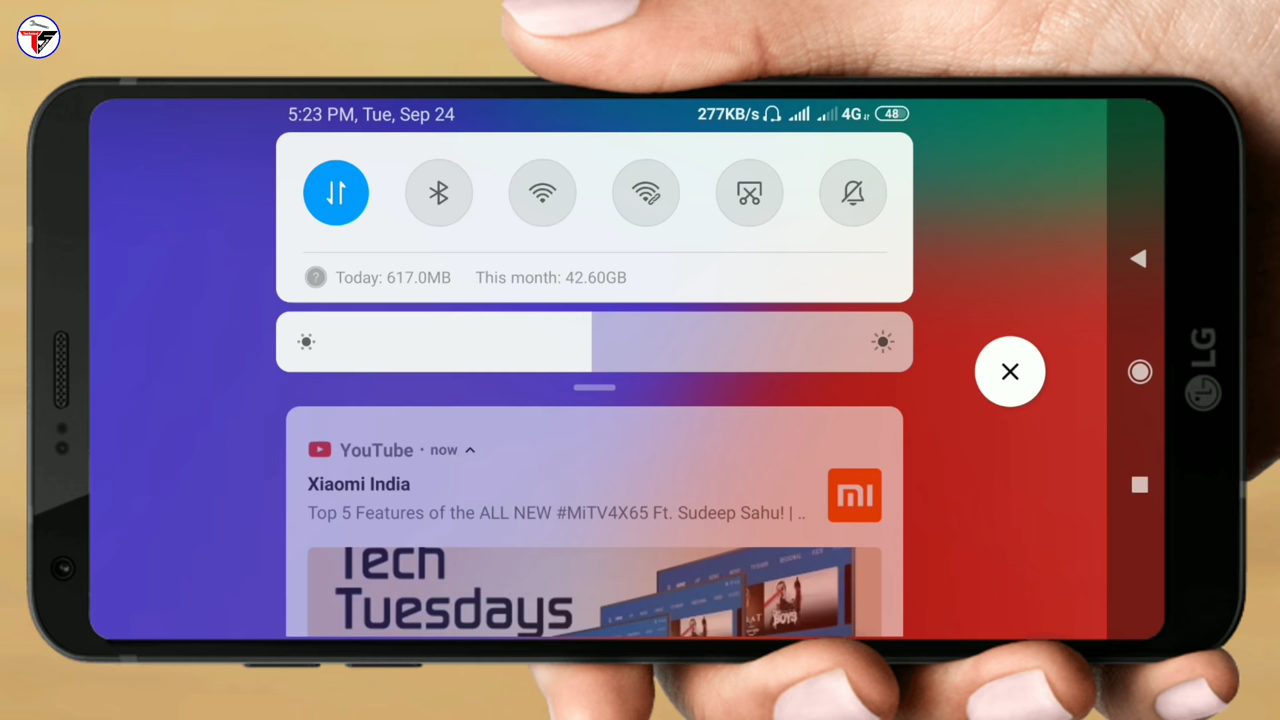 TS
5:23 PM, Tue, Sep 24
277KB/s 4G 48
Today: 617.0MB This month: 42.60GB
YouTube · now
Xiaomi India
Top 5 Features of the ALL NEW #MiTV4X65 Ft. Sudeep Sahu! | ..
mi
Tech
Tuesdays
LG